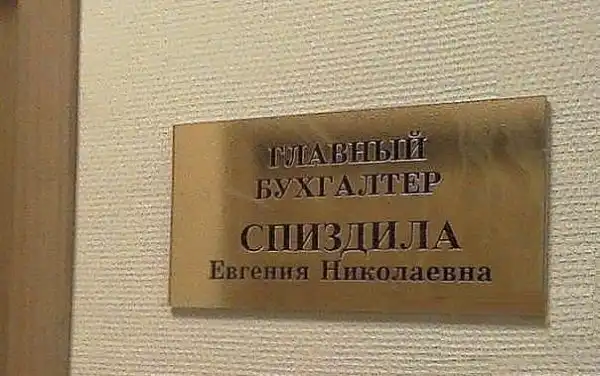 ГЛАВНЫЙ
БУХГАЛТЕР
СПИЗДИЛА
Евгения Николаевна